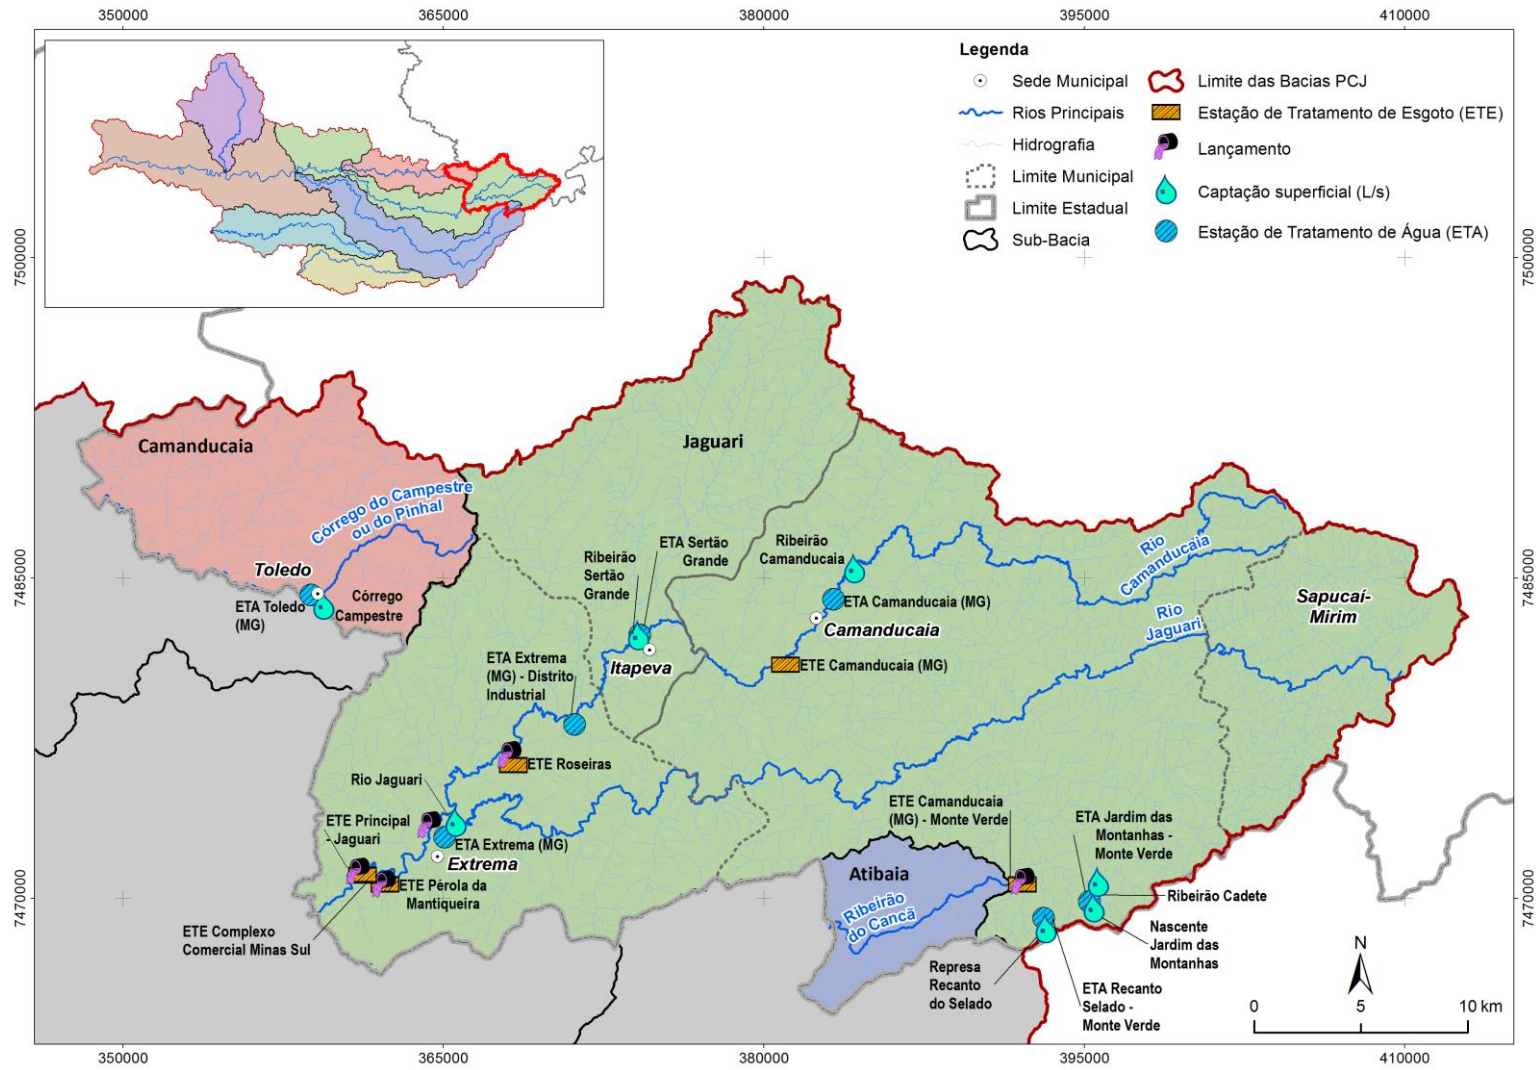 350000
365000
380000
395000
410000
Legenda
Sede Municipal
Rios Principais
Hidrografia
Limite Municipal
Limite Estadual
Sub-Bacia
Limite das Bacias PCJ
Estação de Tratamento de Esgoto (ETE)
Lançamento
Captação superficial (L/s)
Estação de Tratamento de Água (ETA)
7500000
7500000
Camanducaia
Jaguari
Córrego do Campestre
ou do Pinhal
Toledo
ETA Toledo
(MG)
Córrego
Campestre
Ribeirão
Sertão
Grande
ETA Sertão
Grande
Ribeirão
Camanducaia
Rio
Camanducaia
Rio
Jaguari
Sapucaí-
Mirim
7485000
7485000
ETA Camanducaia (MG)
Camanducaia
ETE Camanducaia (MG)
Itapeva
ETA Extrema
(MG) - Distrito
Industrial
ETE Roseiras
Rio Jaguari
ETE Principal
- Jaguari
ETA Extrema (MG)
Extrema
ETE Pérola da
Mantiqueira
ETE Complexo
Comercial Minas Sul
ETE Camanducaia
(MG) - Monte Verde
ETA Jardim das
Montanhas -
Monte Verde
Atibaia
Ribeirão
do Cancã
Ribeirão Cadete
Nascente
Jardim das
Montanhas
Represa
Recanto
do Selado
ETA Recanto
Selado -
Monte Verde
7470000
7470000
N
0
5
10 km
350000
365000
380000
395000
410000